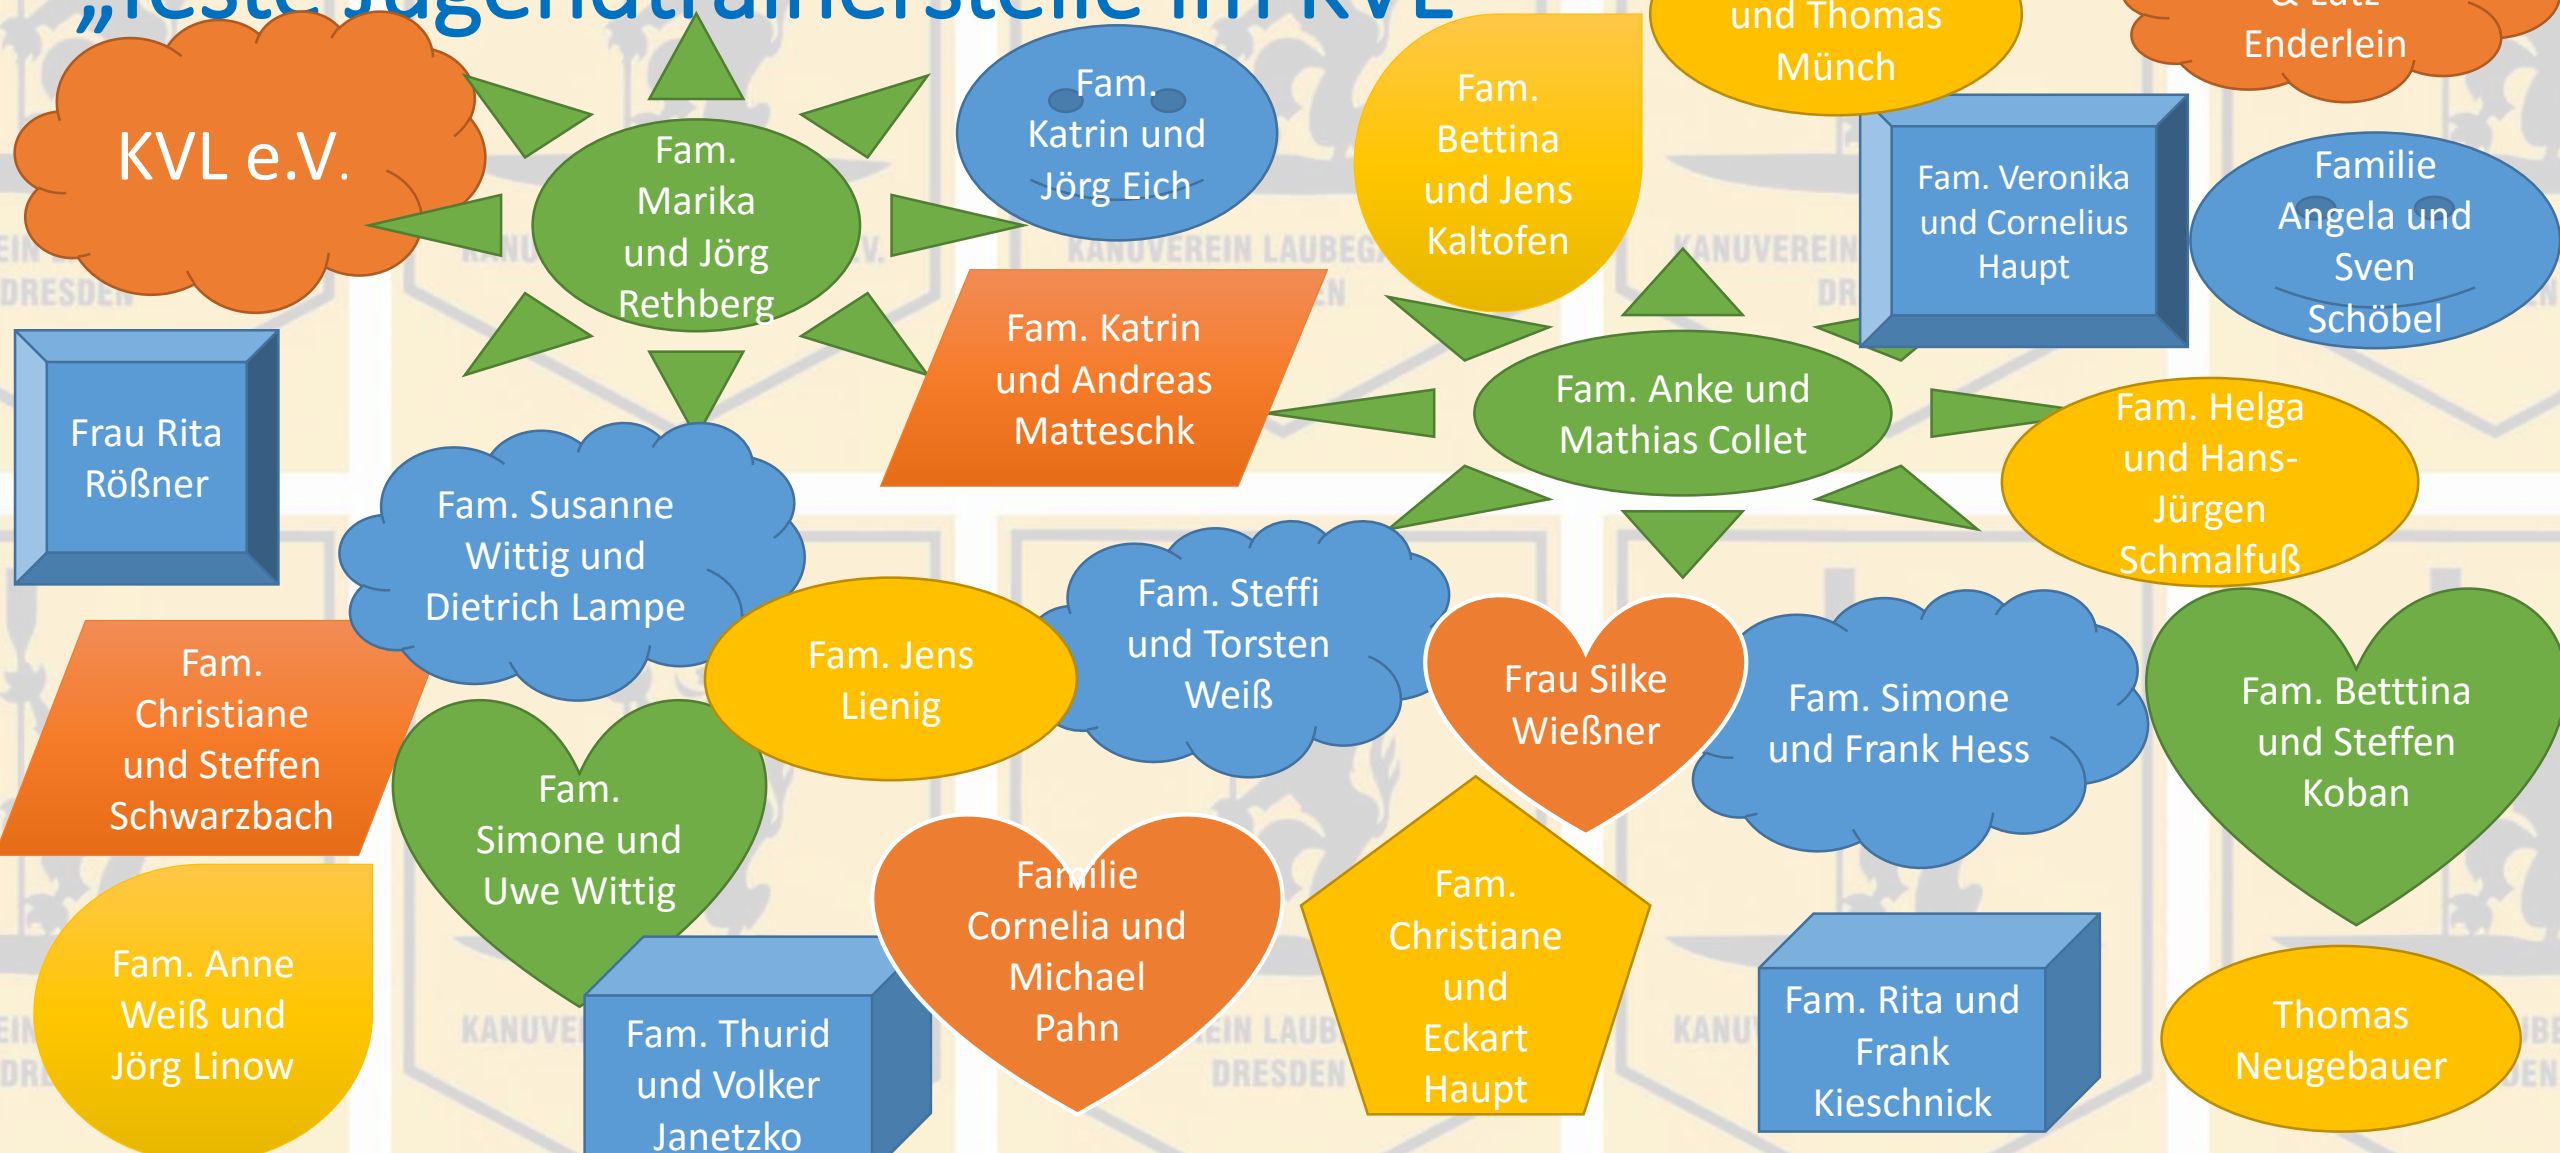 „feste Jugendtrainerstelle im KVL“
KVL e.V.
Fam.
Marika
und Jörg
Rethberg
Fam.
Katrin und
Jörg Eich
Fam.
Bettina
und Jens
Kaltofen
und Thomas
Münch
& Lutz
Enderlein
Fam. Veronika
und Cornelius
Haupt
Familie
Angela und
Sven
Schöbel
Fam. Katrin
und Andreas
Matteschk
Fam. Anke und
Mathias Collet
Fam. Helga
und Hans-
Jürgen
Schmalfuß
Frau Rita
Rößner
Fam. Susanne
Wittig und
Dietrich Lampe
Fam. Jens
Lienig
Fam. Steffi
und Torsten
Weiß
Frau Silke
Wießner
Fam. Simone
und Frank Hess
Fam. Betttina
und Steffen
Koban
Fam.
Christiane
und Steffen
Schwarzbach
Fam.
Simone und
Uwe Wittig
Familie
Cornelia und
Michael
Pahn
Fam.
Christiane
und
Eckart
Haupt
Fam. Anne
Weiß und
Jörg Linow
Fam. Thurid
und Volker
Janetzko
Fam. Rita und
Frank
Kieschnick
Thomas
Neugebauer